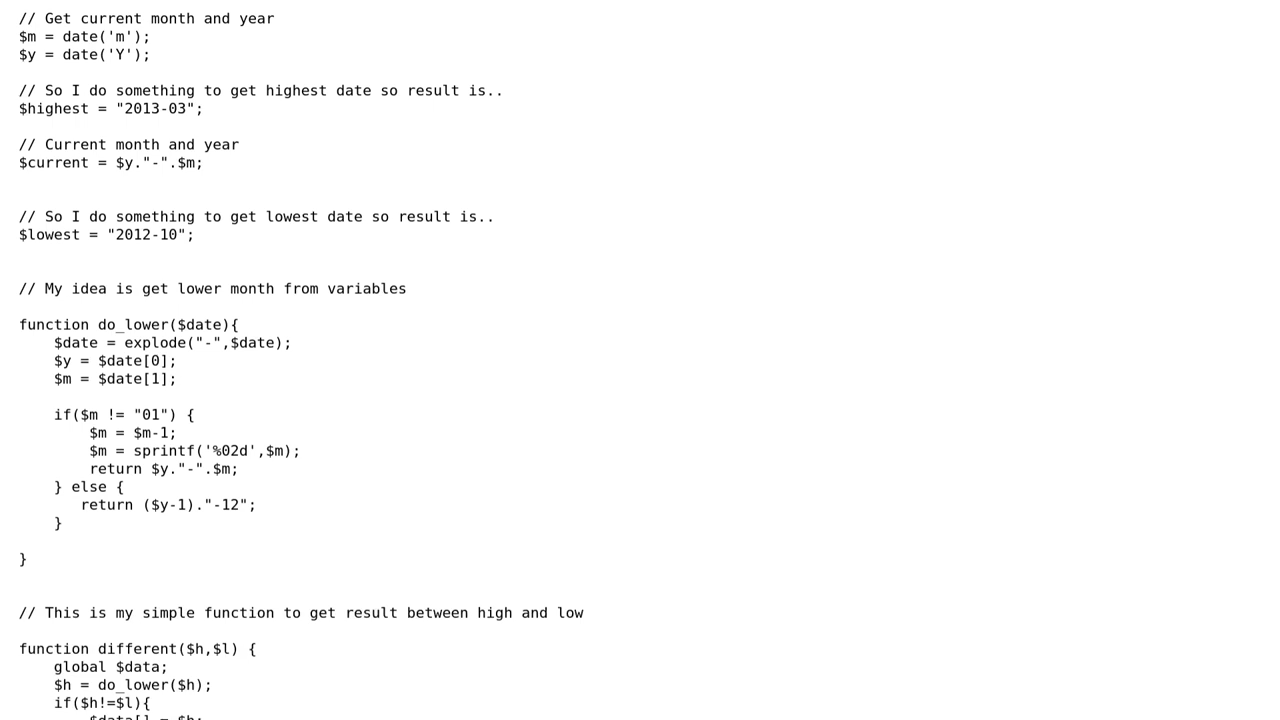 // Get current month and year
$m = date('m');
$y = date('Y');
// So I do something to get highest date so result is..
$highest = "2013-03";
// Current month and year
$current = $y."-".$m;
// So I do something to get lowest date so result is..
$lowest = "2012-10";
// My idea is get lower month from variables
function do_lower($date){
    $date = explode("-",$date);
    $y = $date[0];
    $m = $date[1];
    if($m != "01") {
        $m = $m-1;
        $m = sprintf('%02d',$m);
        return $y."-".$m;
    } else {
       return ($y-1)."-12";
    }
}
// This is my simple function to get result between high and low
function different($h,$l) {
    global $data;
    $h = do_lower($h);
    if($h!=$l){
        $data[] = $h;